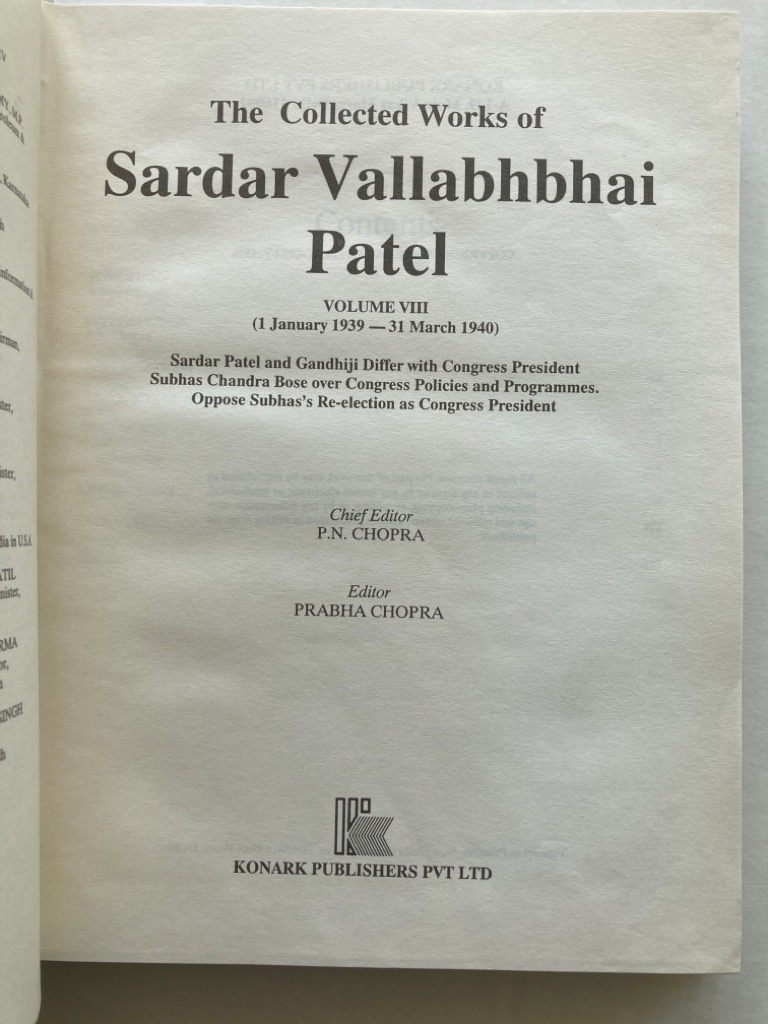 The Collected Works of
Sardar Vallabhbhai
Patel
VOLUME VIII
(1 January 1939 — 31 March 1940)
Sardar Patel and Gandhiji Differ with Congress President
Subhas Chandra Bose over Congress Policies and Programmes.
Oppose Subhas's Re-election as Congress President
Chief Editor
P.N. CHOPRA
Editor
PRABHA CHOPRA
KONARK PUBLISHERS PVT LTD